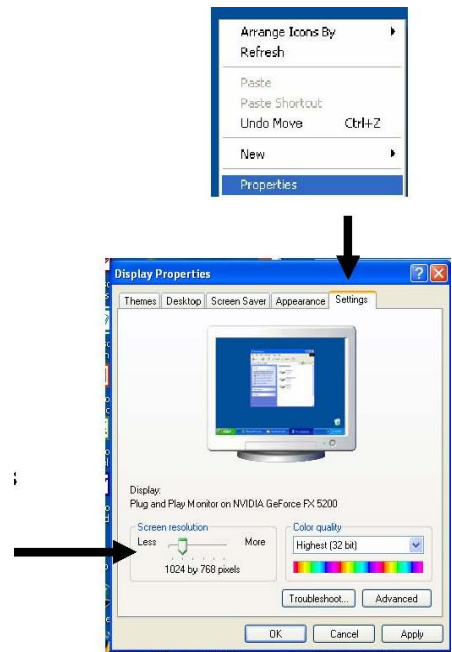 Arrange Icons By
Refresh
Paste
Paste Shortcut
Undo Move Ctrl+Z
New
Properties
Display Properties
Themes Desktop Screen Saver Appearance Settings
Display:
Plug and Play Monitor on NVIDIA GeForce FX 5200
Screen resolution
Less More
1024 by 768 pixels
Color quality
Highest (32 bit)
Troubleshoot... Advanced
OK Cancel Apply